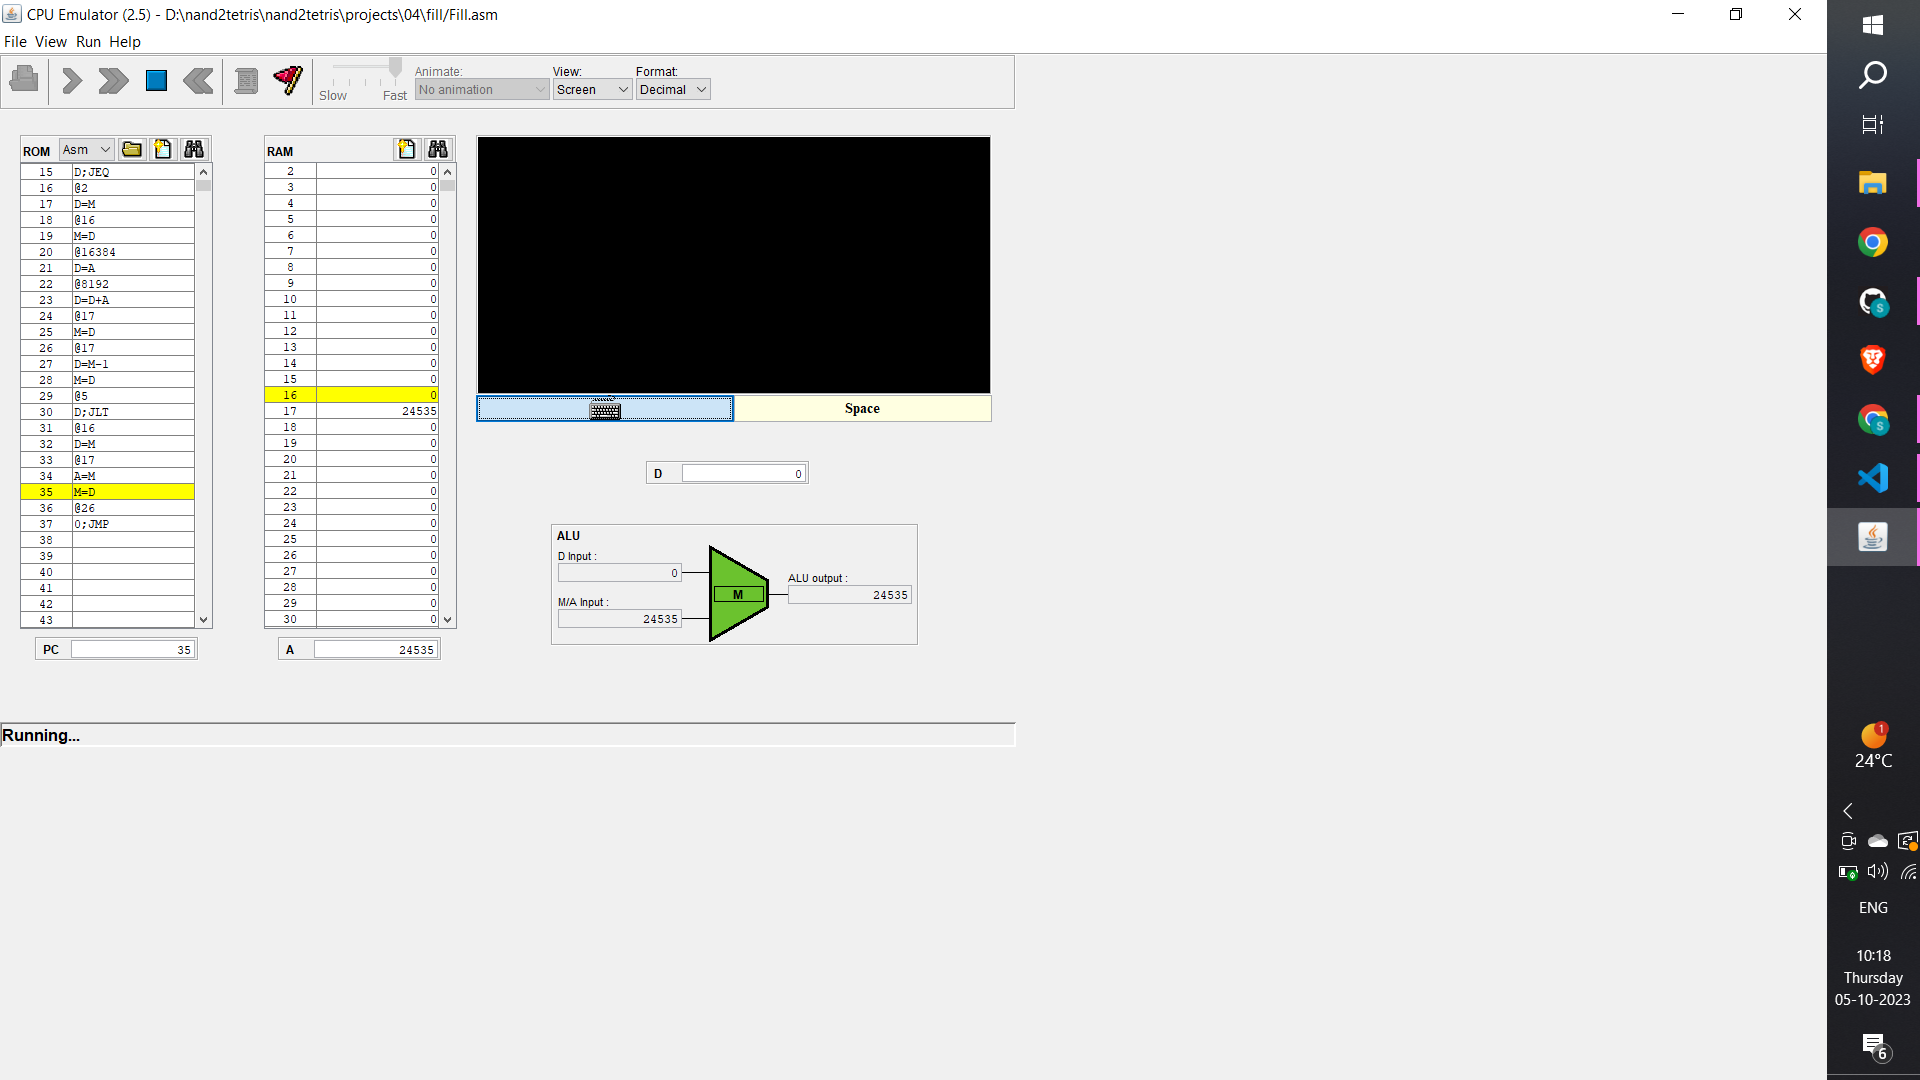 CPU Emulator (2.5) - D:\nand2tetris\nand2tetris\projects\04\fill/Fill.asm
File View Run Help
Slow Fast
Animate:
No animation
View:
Screen
Format:
Decimal
ROM Asm
15 D;JEQ
16 @2
17 D=M
18 @16
19 M=D
20 @16384
21 D=A
22 @8192
23 D=D+A
24 @17
25 M=D
26 @17
27 D=M-1
28 M=D
29 @5
30 D;JLT
31 @16
32 D=M
33 @17
34 A=M
35 M=D
36 @26
37 0;JMP
38
39
40
41
42
43
PC 35
RAM
2 0
3 0
4 0
5 0
6 0
7 0
8 0
9 0
10 0
11 0
12 0
13 0
14 0
15 0
16 0
17 24535
18 0
19 0
20 0
21 0
22 0
23 0
24 0
25 0
26 0
27 0
28 0
29 0
30 0
A 24535
Space
D 0
ALU
D Input :
0
M/A Input :
24535
M
ALU output :
24535
Running...
1
24°C
ENG
10:18
Thursday
05-10-2023
6